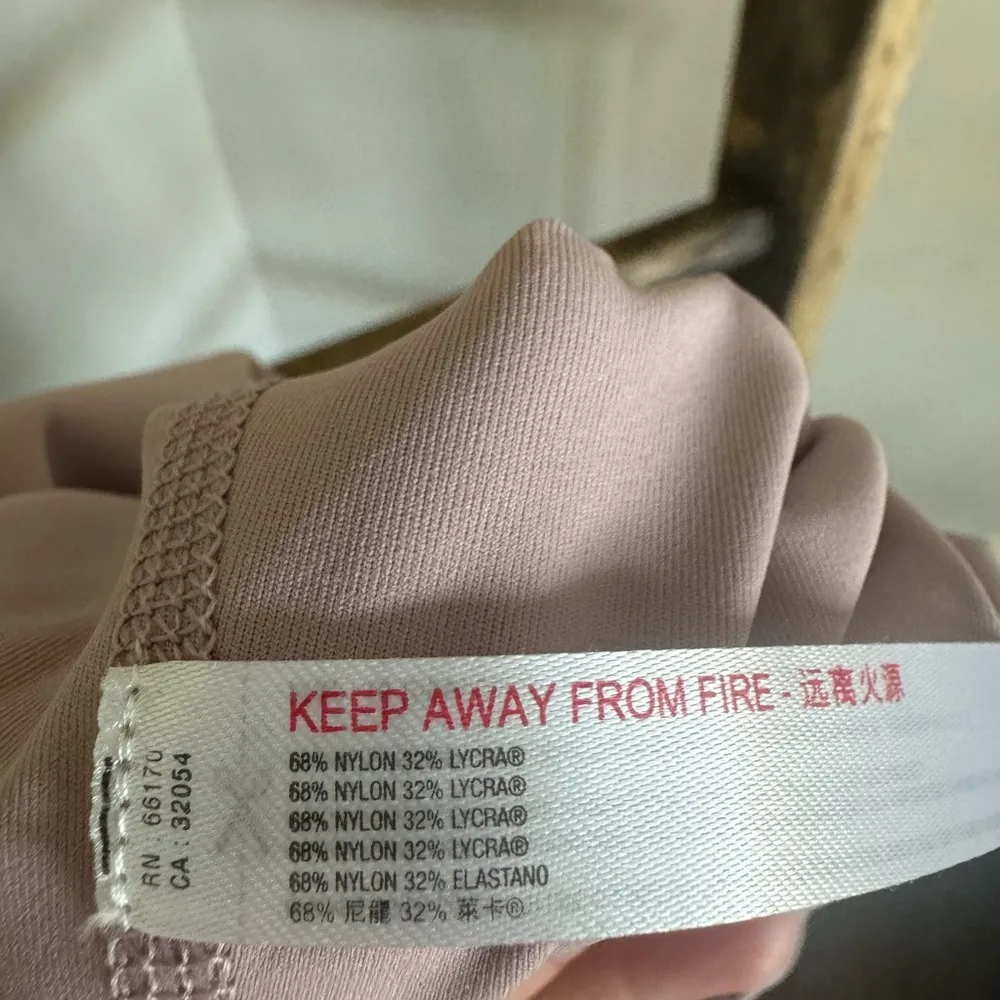 KEEP AWAY FROM FIRE - 远离火源
68% NYLON 32% LYCRA®
68% NYLON 32% LYCRA®
68% NYLON 32% LYCRA®
68% NYLON 32% LYCRA®
68% NYLON 32% ELASTANO
68% 尼龍 32% 萊卡®
RN : 66170
CA : 32054